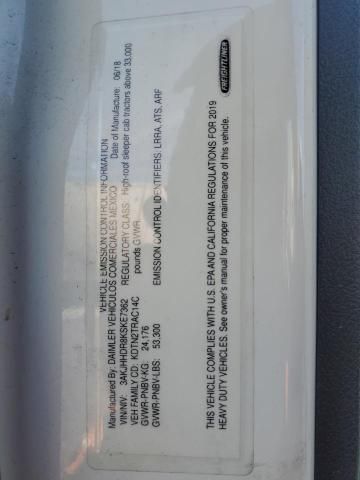 VEHICLE EMISSION CONTROL INFORMATION
Manufactured By: DAIMLER VEHICULOS COMERCIALES MEXICO Date of Manufacture: 06/18
VIN/NIV: 3AKJHHDR8KSKE7362 REGULATORY CLASS: High-roof sleeper cab tractors above 33,000
VEH FAMILY CD: KDTN2TRAC14C pounds GVWR
GVWR-PNBV-KG: 24,176
GVWR-PNBV-LBS: 53,300 EMISSION CONTROL IDENTIFIERS: LRRA, ATS, ARF
THIS VEHICLE COMPLIES WITH U.S. EPA AND CALIFORNIA REGULATIONS FOR 2019
HEAVY DUTY VEHICLES. See owner's manual for proper maintenance of this vehicle.
FREIGHTLINER